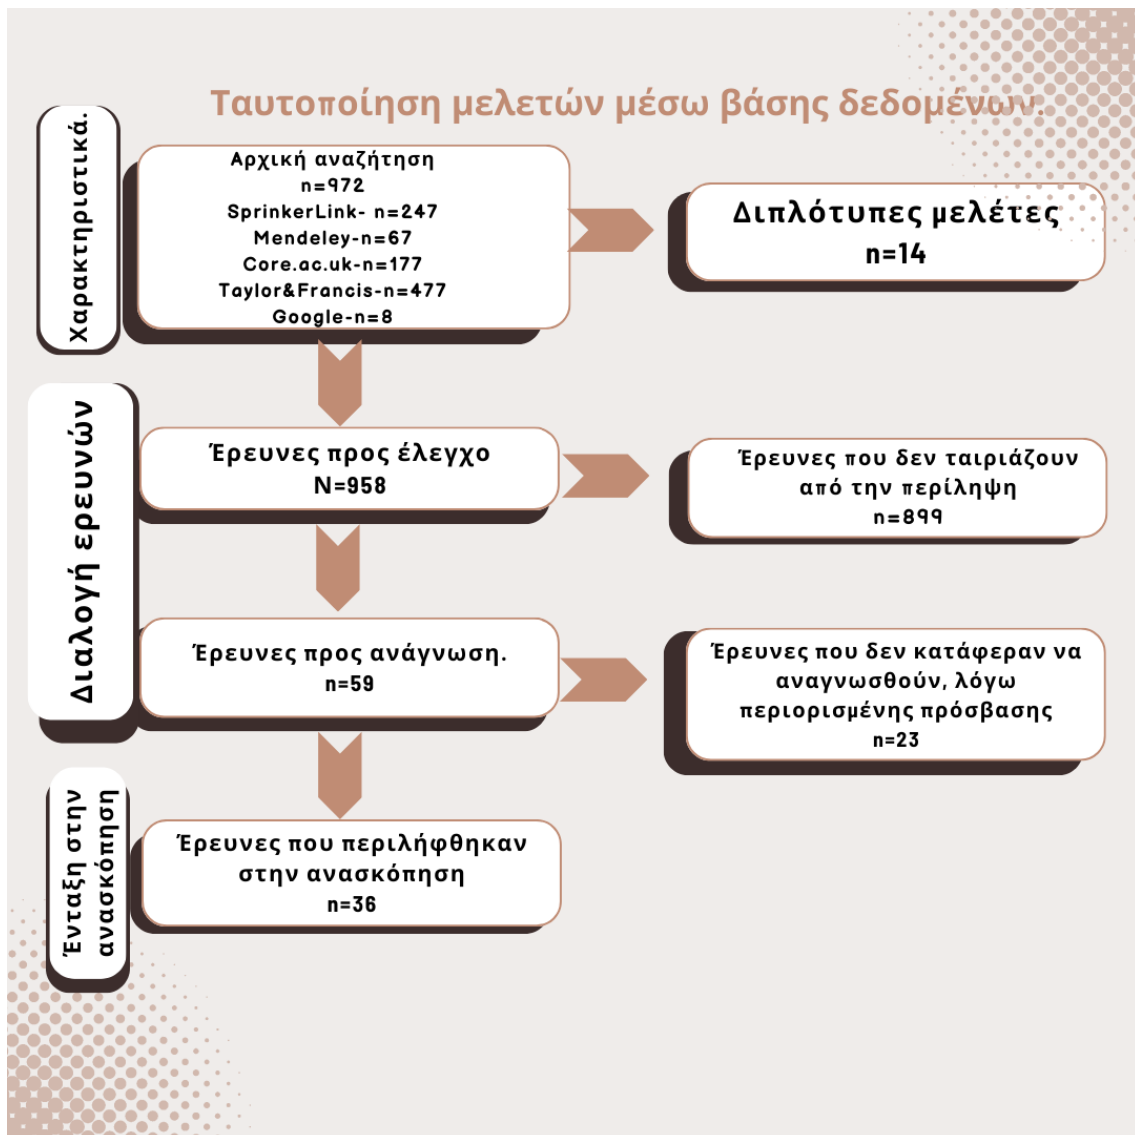 Ταυτοποίηση μελετών μέσω βάσης δεδομένων.
Χαρακτηριστικά.
Αρχική αναζήτηση
n=972
SprinkerLink- n=247
Mendeley-n=67
Core.ac.uk-n=177
Taylor&Francis-n=477
Google-n=8
Διπλότυπες μελέτες
n=14
Διαλογή ερευνών
Έρευνες προς έλεγχο
N=958
Έρευνες που δεν ταιριάζουν
από την περίληψη
n=899
Έρευνες προς ανάγνωση.
n=59
Έρευνες που δεν κατάφεραν να
αναγνωσθούν, λόγω
περιορισμένης πρόσβασης
n=23
Ένταξη στην
ανασκόπηση
Έρευνες που περιλήφθηκαν
στην ανασκόπηση
n=36